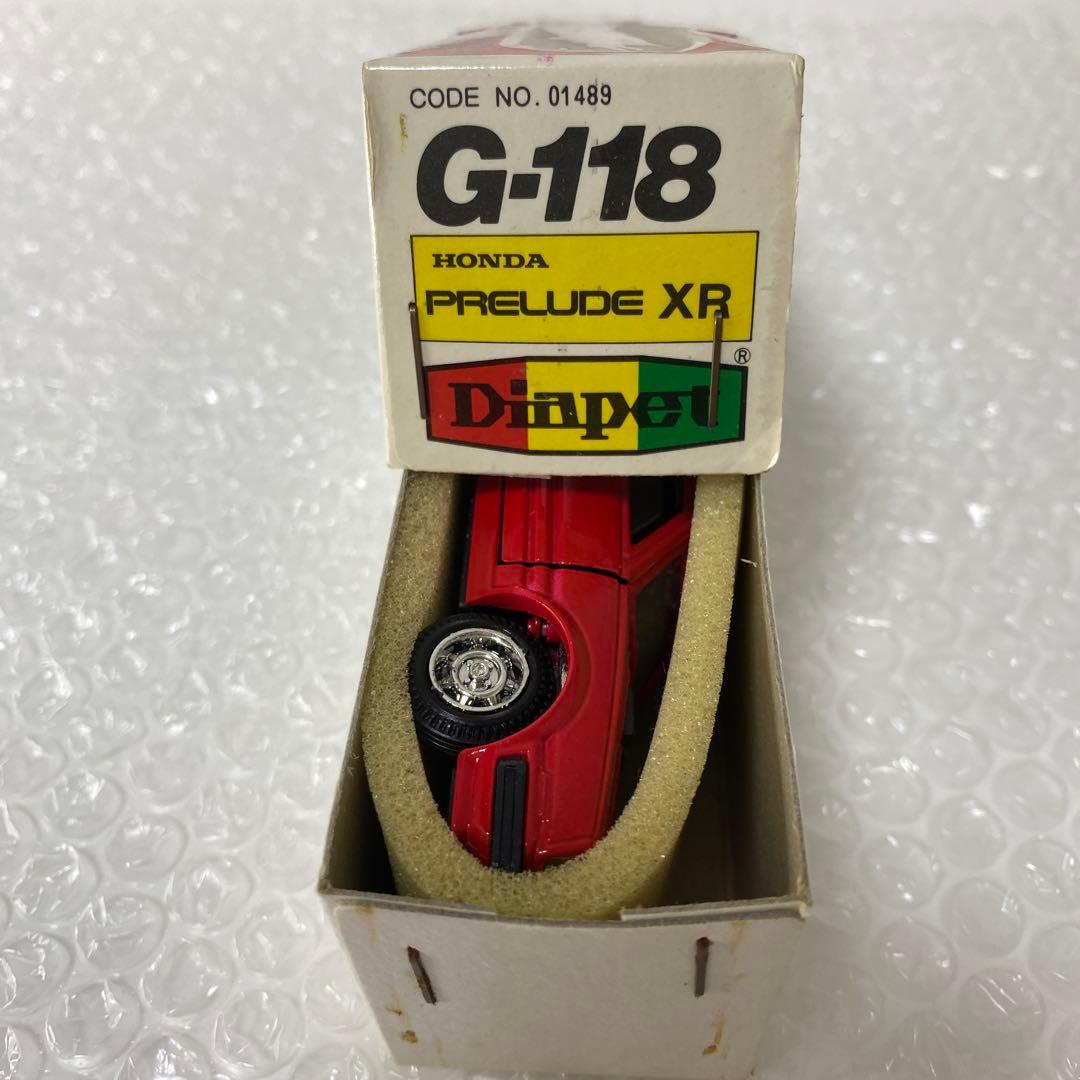 CODE NO. 01489
G-118
HONDA
PRELUDE XR
Diapet ®